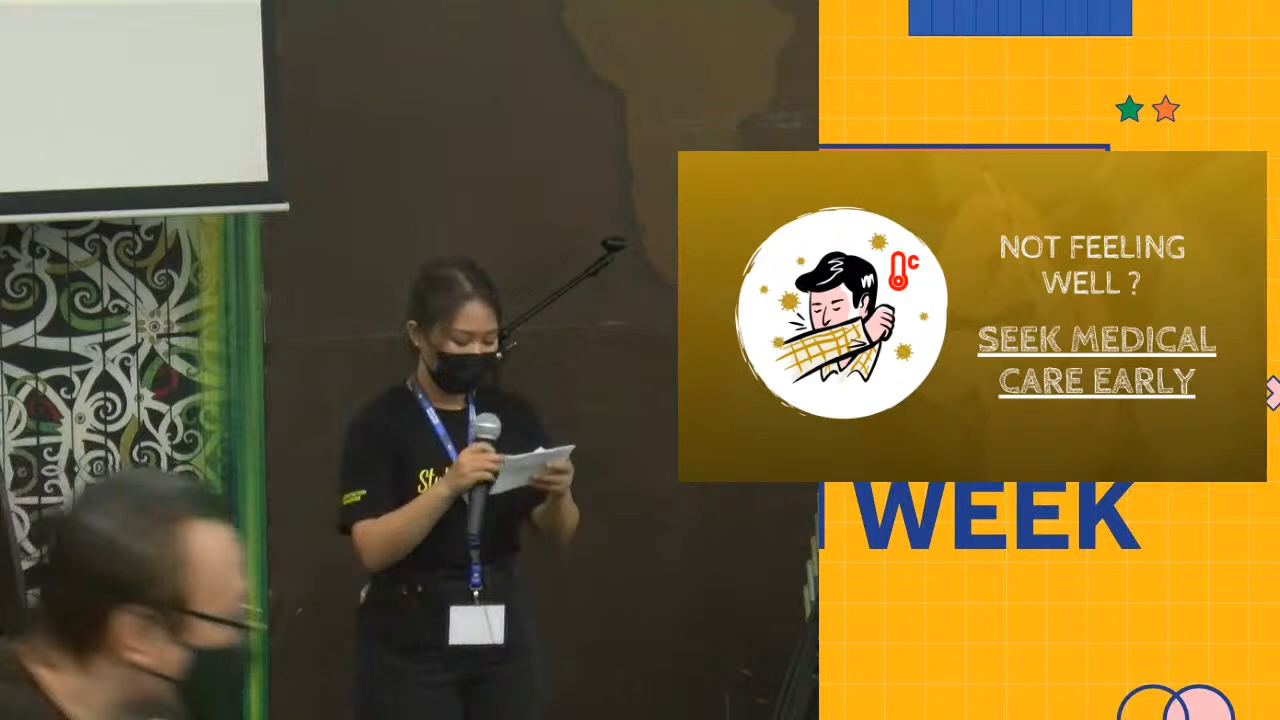 NOT FEELING
WELL ?
SEEK MEDICAL
CARE EARLY
WEEK